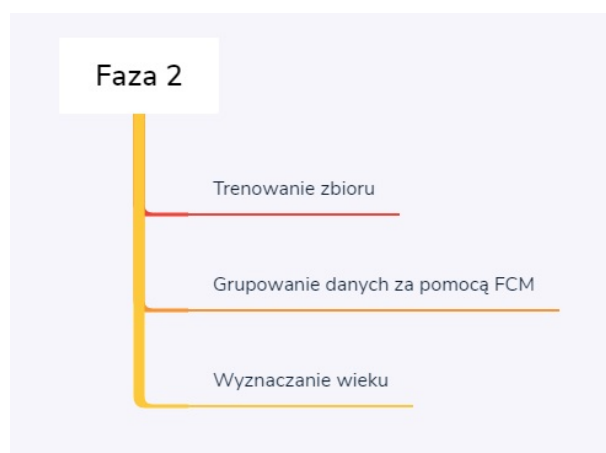 Faza 2
Trenowanie zbioru
Grupowanie danych za pomocą FCM
Wyznaczanie wieku